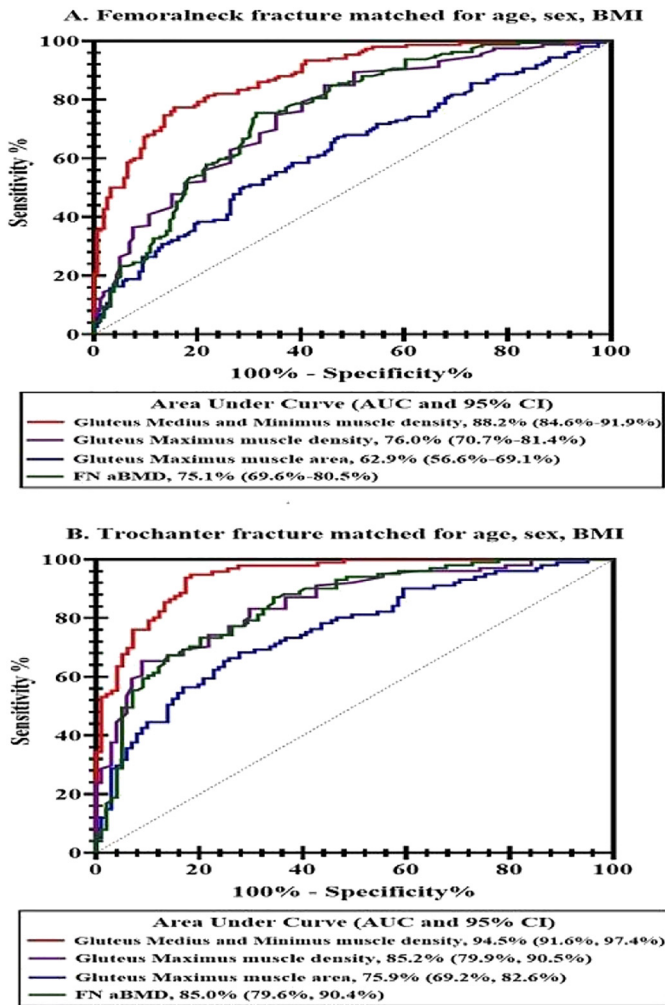 A. Femoralneck fracture matched for age, sex, BMI
100
80
60
40
20
0
Sensitivity %
0 20 40 60 80 100
100% - Specificity%
Area Under Curve (AUC and 95% CI)
Gluteus Medius and Minimus muscle density, 88.2% (84.6%-91.9%)
Gluteus Maximus muscle density, 76.0% (70.7%-81.4%)
Gluteus Maximus muscle area, 62.9% (56.6%-69.1%)
FN aBMD, 75.1% (69.6%-80.5%)
B. Trochanter fracture matched for age, sex, BMI
100
80
60
40
20
0
Sensitivity %
0 20 40 60 80 100
100% - Specificity%
Area Under Curve (AUC and 95% CI)
Gluteus Medius and Minimus muscle density, 94.5% (91.6%, 97.4%)
Gluteus Maximus muscle density, 85.2% (79.9%, 90.5%)
Gluteus Maximus muscle area, 75.9% (69.2%, 82.6%)
FN aBMD, 85.0% (79.6%, 90.4%)